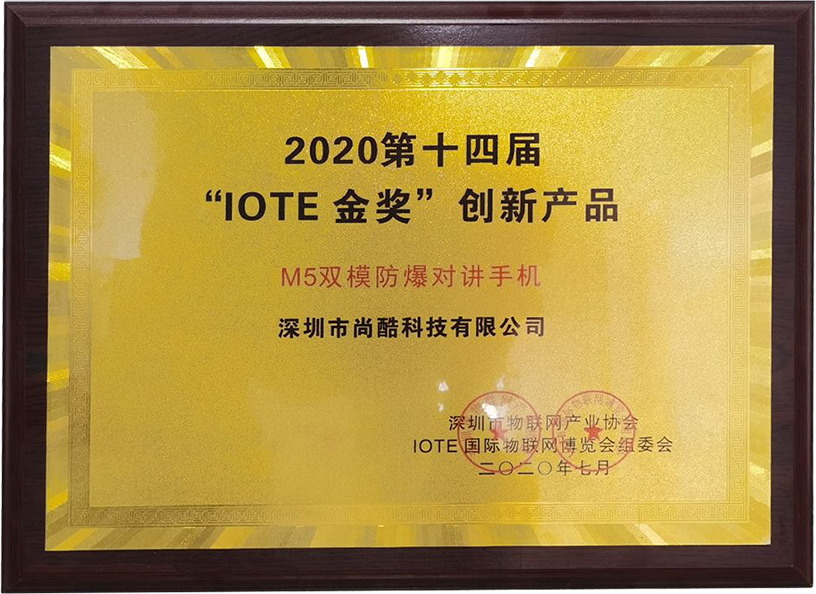 2020第十四届
“IOTE 金奖”创新产品
M5双模防爆对讲手机
深圳市尚酷科技有限公司
深圳市物联网产业协会
IOTE 国际物联网博览会组委会
二〇二〇年七月